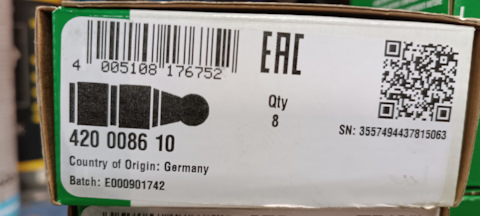 4 005108 176752
EAC
Qty
8
SN: 3557494437815063
420 0086 10
Country of Origin: Germany
Batch: E000901742